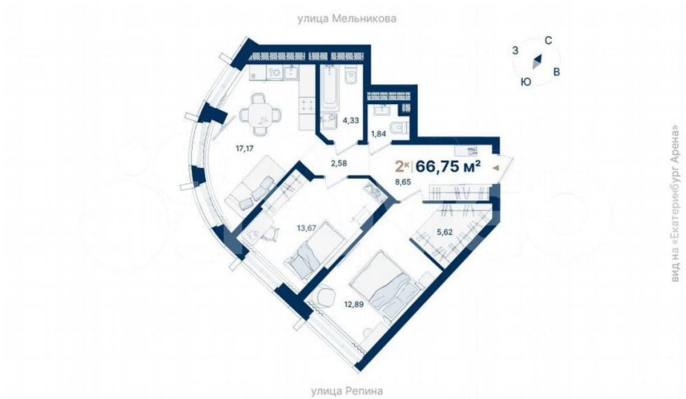 улица Мельникова
С
З
В
Ю
4.33
1.84
17.17
2.58
2к
66,75 м²
8.65
13.67
5.62
12.89
вид на «Екатеринбург Арена»
улица Репина